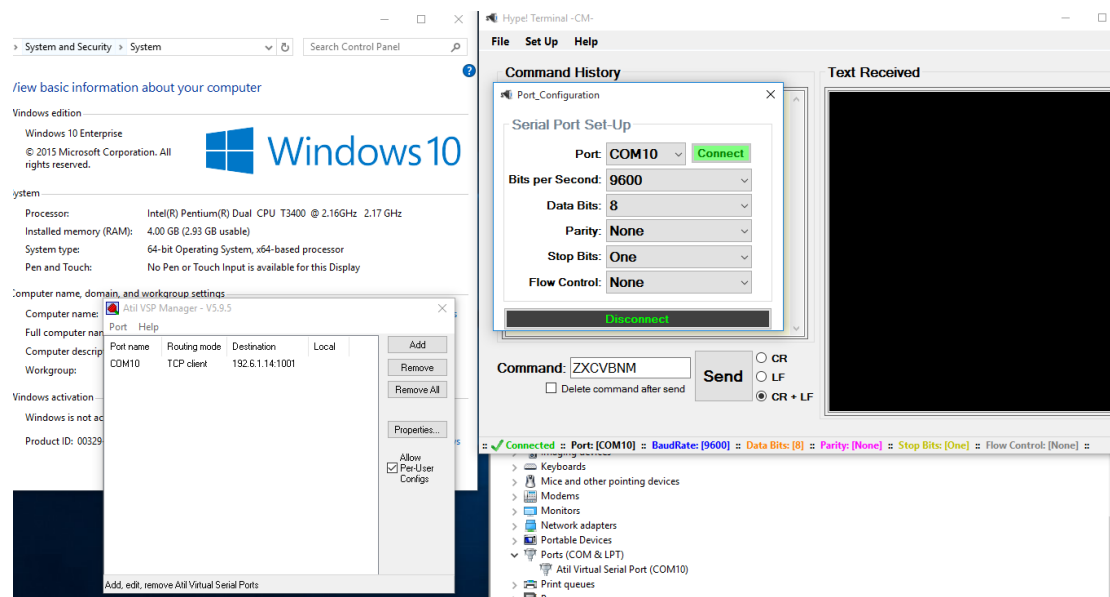 System and Security > System
Search Control Panel
View basic information about your computer
Windows edition
Windows 10 Enterprise
© 2015 Microsoft Corporation. All
rights reserved.
Windows 10
System
Processor: Intel(R) Pentium(R) Dual CPU T3400 @ 2.16GHz 2.17 GHz
Installed memory (RAM): 4.00 GB (2.93 GB usable)
System type: 64-bit Operating System, x64-based processor
Pen and Touch: No Pen or Touch Input is available for this Display
Computer name, domain, and workgroup settings
Computer name:
Full computer nam
Computer descrip
Workgroup:
Windows activation
Windows is not ac
Product ID: 00329-
Atil VSP Manager - V5.9.5
Port Help
Port name Routing mode Destination Local
COM10 TCP client 192.6.1.14:1001
Add
Remove
Remove All
Properties...
Allow
Per-User
Configs
Add, edit, remove Atil Virtual Serial Ports
Hype! Terminal -CM-
File Set Up Help
Command History
Text Received
Port_Configuration
Serial Port Set-Up
Port: COM10 Connect
Bits per Second: 9600
Data Bits: 8
Parity: None
Stop Bits: One
Flow Control: None
Disconnect
Command: ZXCVBNM
Send
CR
LF
CR + LF
Delete command after send
:: Connected :: Port: [COM10] :: BaudRate: [9600] :: Data Bits: [8] :: Parity: [None] :: Stop Bits: [One] :: Flow Control: [None] ::
Imaging devices
Keyboards
Mice and other pointing devices
Modems
Monitors
Network adapters
Portable Devices
Ports (COM & LPT)
Atil Virtual Serial Port (COM10)
Print queues